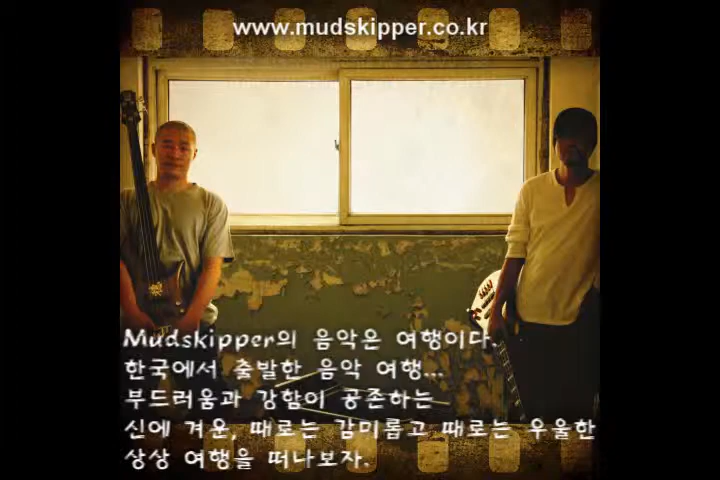 www.mudskipper.co.kr
Mudskipper의 음악은 여행이다.
한국에서 출발한 음악 여행...
부드러움과 강함이 공존하는
신에 겨운, 때로는 감미롭고 때로는 우울한
상상 여행을 떠나보자.